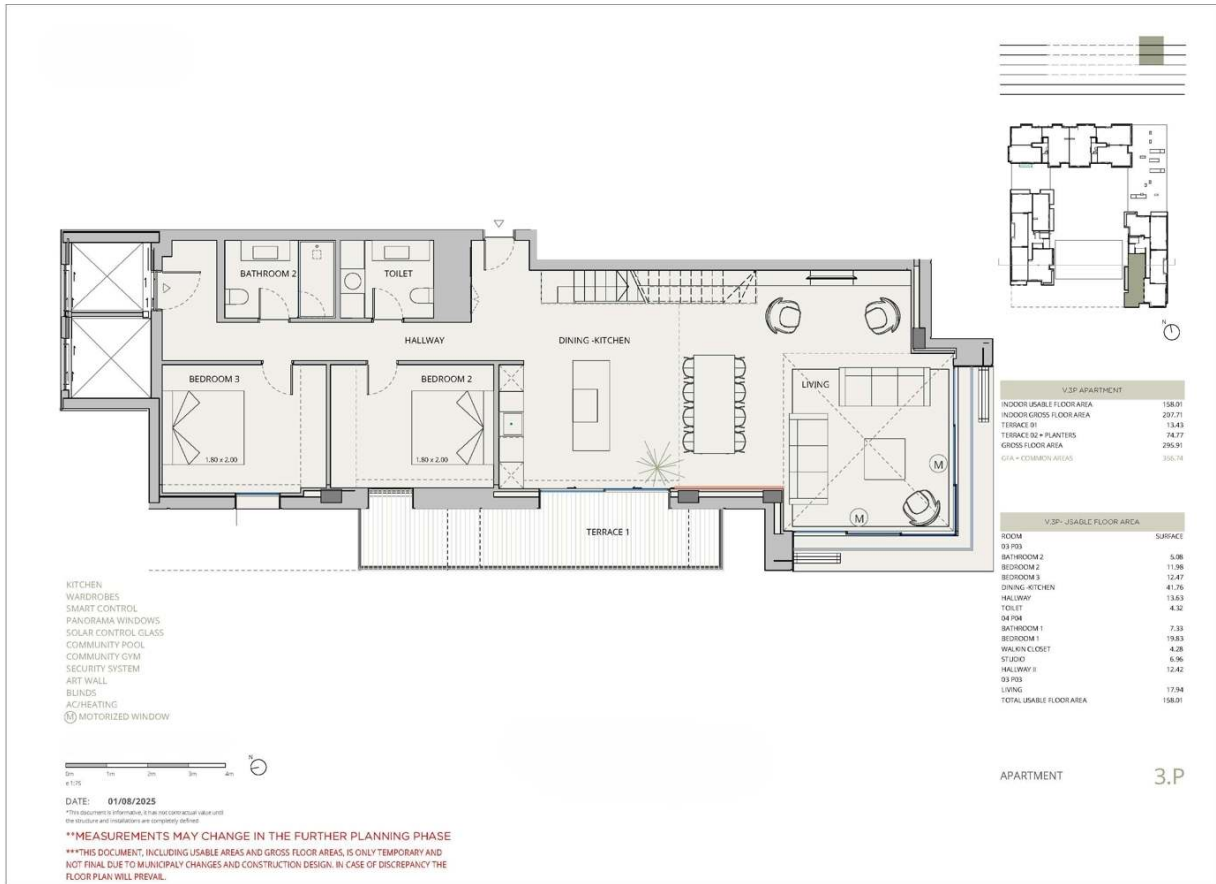 BATHROOM 2
TOILET
HALLWAY
DINING -KITCHEN
BEDROOM 3
BEDROOM 2
LIVING
1.80 x 2.00
1.80 x 2.00
M
M
TERRACE 1
N
V.3P APARTMENT
INDOOR USABLE FLOOR AREA 158.01
INDOOR GROSS FLOOR AREA 207.71
TERRACE 01 13.43
TERRACE 02 + PLANTERS 74.77
GROSS FLOOR AREA 295.91
GFA + COMMON AREAS 356.74
V.3P- USABLE FLOOR AREA
ROOM SURFACE
03 P03
BATHROOM 2 5.08
BEDROOM 2 11.98
BEDROOM 3 12.47
DINING -KITCHEN 41.76
HALLWAY 13.63
TOILET 4.32
04 P04
BATHROOM 1 7.33
BEDROOM 1 19.83
WALKIN CLOSET 4.28
STUDIO 6.96
HALLWAY II 12.42
03 P03
LIVING 17.94
TOTAL USABLE FLOOR AREA 158.01
KITCHEN
WARDROBES
SMART CONTROL
PANORAMA WINDOWS
SOLAR CONTROL GLASS
COMMUNITY POOL
COMMUNITY GYM
SECURITY SYSTEM
ART WALL
BLINDS
AC/HEATING
M MOTORIZED WINDOW
0m 1m 2m 3m 4m
e 1:75
N
DATE: 01/08/2025
*This document is informative, it has not contractual value until
the structure and installations are completely defined
**MEASUREMENTS MAY CHANGE IN THE FURTHER PLANNING PHASE
***THIS DOCUMENT, INCLUDING USABLE AREAS AND GROSS FLOOR AREAS, IS ONLY TEMPORARY AND
NOT FINAL DUE TO MUNICIPALY CHANGES AND CONSTRUCTION DESIGN. IN CASE OF DISCREPANCY THE
FLOOR PLAN WILL PREVAIL.
APARTMENT 3.P